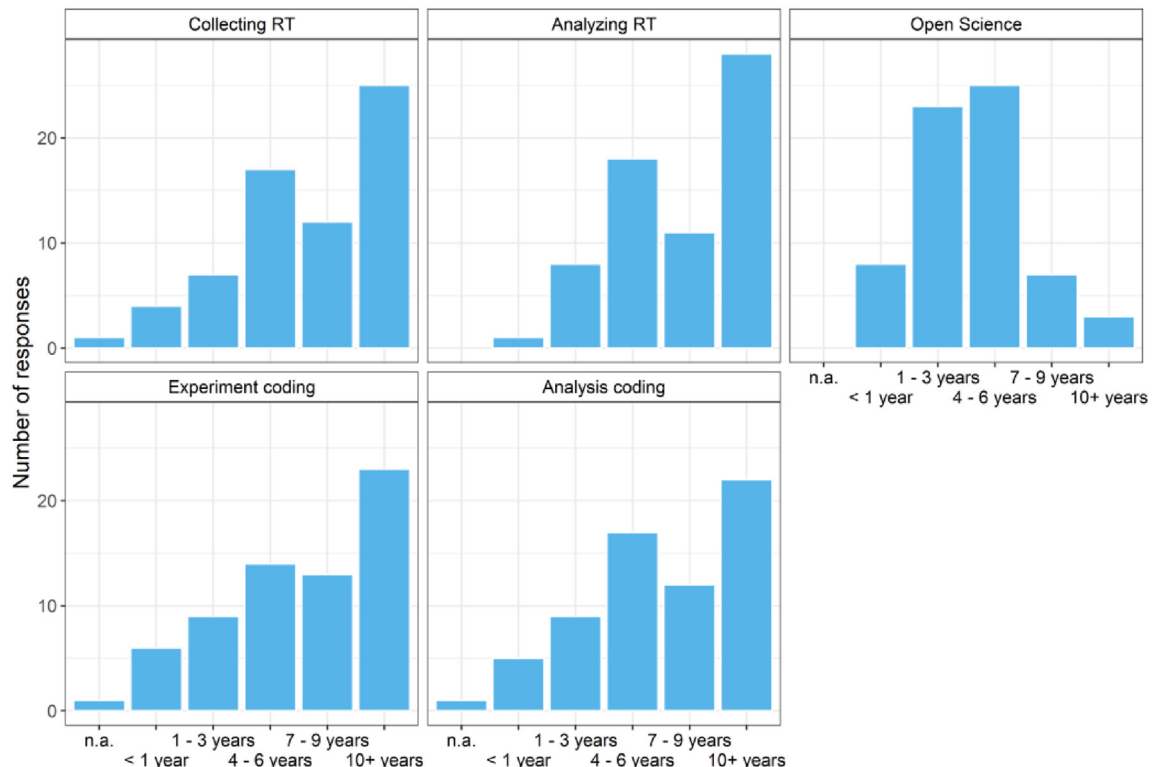 Collecting RT
Analyzing RT
Open Science
Number of responses
20
10
0
n.a.
< 1 year
1 - 3 years
4 - 6 years
7 - 9 years
10+ years
Experiment coding
Analysis coding
20
10
0
n.a.
< 1 year
1 - 3 years
4 - 6 years
7 - 9 years
10+ years
n.a.
< 1 year
1 - 3 years
4 - 6 years
7 - 9 years
10+ years